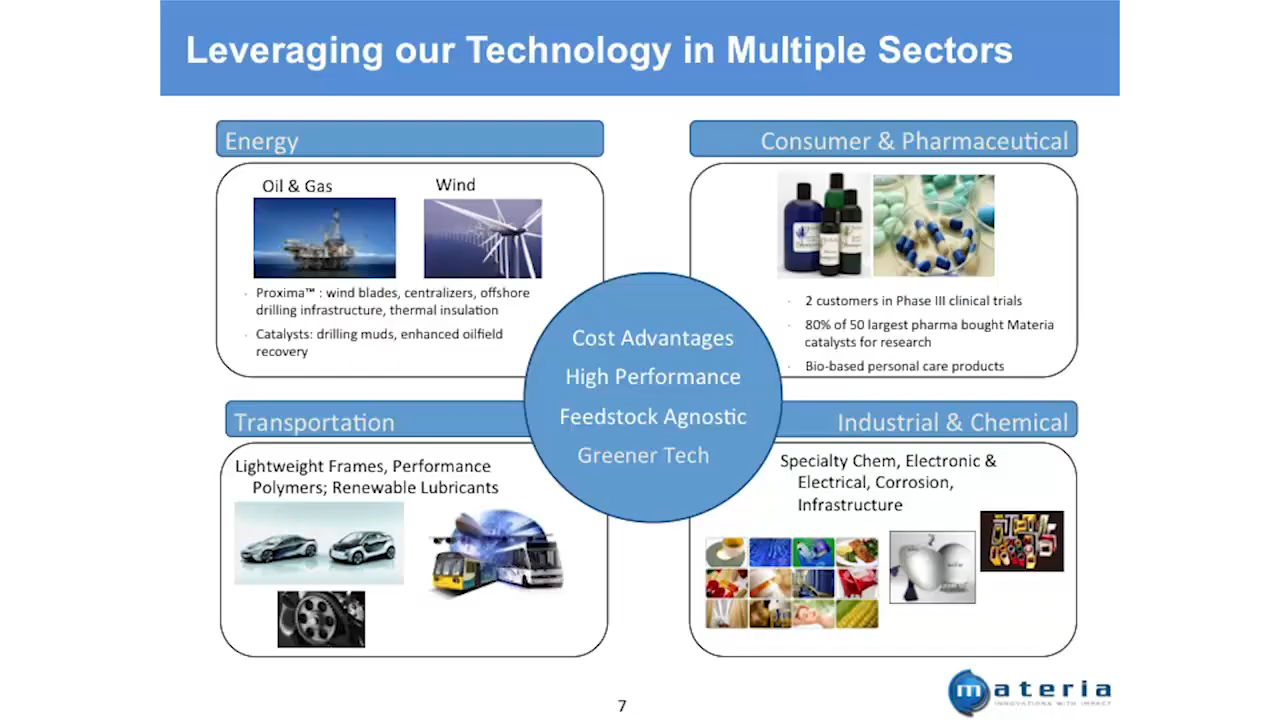 Leveraging our Technology in Multiple Sectors
Energy
Oil & Gas
Wind
Proxima™ : wind blades, centralizers, offshore
drilling infrastructure, thermal insulation
Catalysts: drilling muds, enhanced oilfield
recovery
Consumer & Pharmaceutical
2 customers in Phase III clinical trials
80% of 50 largest pharma bought Materia
catalysts for research
Bio-based personal care products
Cost Advantages
High Performance
Feedstock Agnostic
Greener Tech
Transportation
Lightweight Frames, Performance
Polymers; Renewable Lubricants
Industrial & Chemical
Specialty Chem, Electronic &
Electrical, Corrosion,
Infrastructure
7
materia
INNOVATIONS WITH IMPACT